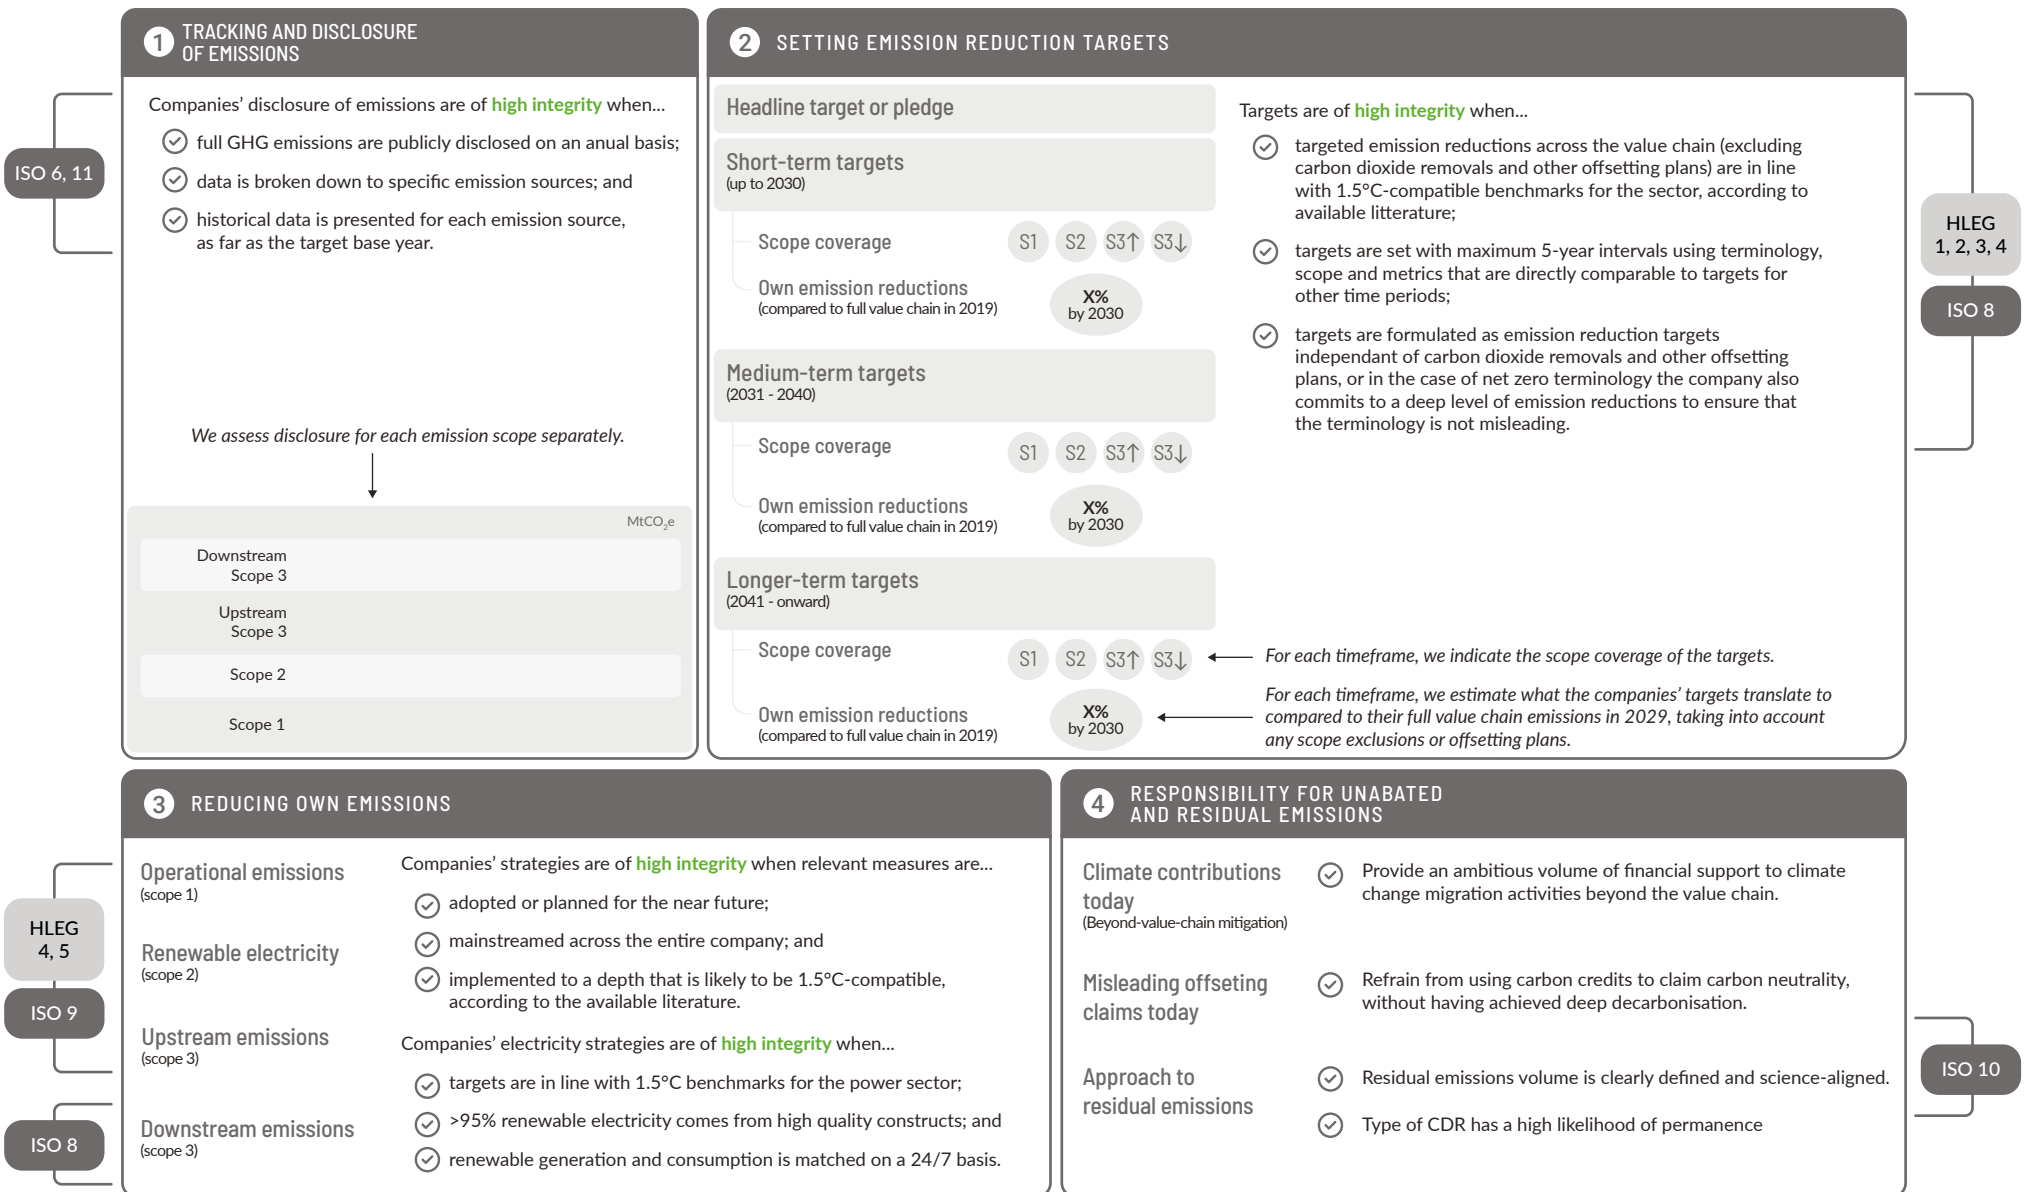 1
TRACKING AND DISCLOSURE
OF EMISSIONS
Companies’ disclosure of emissions are of high integrity when...
full GHG emissions are publicly disclosed on an anual basis;
data is broken down to specific emission sources; and
historical data is presented for each emission source,
as far as the target base year.
ISO 6, 11
We assess disclosure for each emission scope separately.
MtCO₂e
Downstream
Scope 3
Upstream
Scope 3
Scope 2
Scope 1
2 SETTING EMISSION REDUCTION TARGETS
Headline target or pledge
Short-term targets
(up to 2030)
Scope coverage S1 S2 S3↑ S3↓
Own emission reductions
(compared to full value chain in 2019)
X%
by 2030
Medium-term targets
(2031 - 2040)
Scope coverage S1 S2 S3↑ S3↓
Own emission reductions
(compared to full value chain in 2019)
X%
by 2030
Longer-term targets
(2041 - onward)
Scope coverage S1 S2 S3↑ S3↓
Own emission reductions
(compared to full value chain in 2019)
X%
by 2030
Targets are of high integrity when...
targeted emission reductions across the value chain (excluding
carbon dioxide removals and other offsetting plans) are in line
with 1.5°C-compatible benchmarks for the sector, according to
available litterature;
targets are set with maximum 5-year intervals using terminology,
scope and metrics that are directly comparable to targets for
other time periods;
targets are formulated as emission reduction targets
independant of carbon dioxide removals and other offsetting
plans, or in the case of net zero terminology the company also
commits to a deep level of emission reductions to ensure that
the terminology is not misleading.
For each timeframe, we indicate the scope coverage of the targets.
For each timeframe, we estimate what the companies’ targets translate to
compared to their full value chain emissions in 2029, taking into account
any scope exclusions or offsetting plans.
HLEG
1, 2, 3, 4
ISO 8
3 REDUCING OWN EMISSIONS
Operational emissions
(scope 1)
Renewable electricity
(scope 2)
Upstream emissions
(scope 3)
Downstream emissions
(scope 3)
Companies’ strategies are of high integrity when relevant measures are...
adopted or planned for the near future;
mainstreamed across the entire company; and
implemented to a depth that is likely to be 1.5°C-compatible,
according to the available literature.
Companies’ electricity strategies are of high integrity when...
targets are in line with 1.5°C benchmarks for the power sector;
>95% renewable electricity comes from high quality constructs; and
renewable generation and consumption is matched on a 24/7 basis.
HLEG
4, 5
ISO 9
ISO 8
4
RESPONSIBILITY FOR UNABATED
AND RESIDUAL EMISSIONS
Climate contributions
today
(Beyond-value-chain mitigation)
Provide an ambitious volume of financial support to climate
change migration activities beyond the value chain.
Misleading offseting
claims today
Refrain from using carbon credits to claim carbon neutrality,
without having achieved deep decarbonisation.
Approach to
residual emissions
Residual emissions volume is clearly defined and science-aligned.
Type of CDR has a high likelihood of permanence
ISO 10